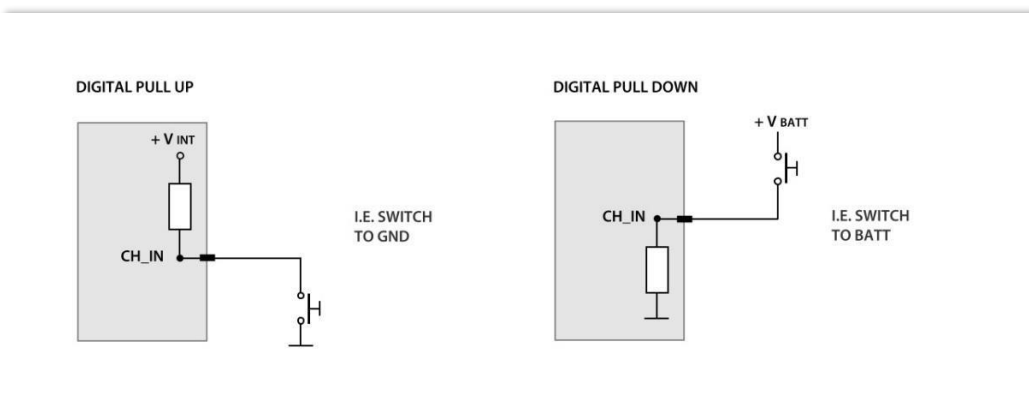 DIGITAL PULL UP
+ V INT
CH_IN
I.E. SWITCH
TO GND
DIGITAL PULL DOWN
+ V BATT
CH_IN
I.E. SWITCH
TO BATT